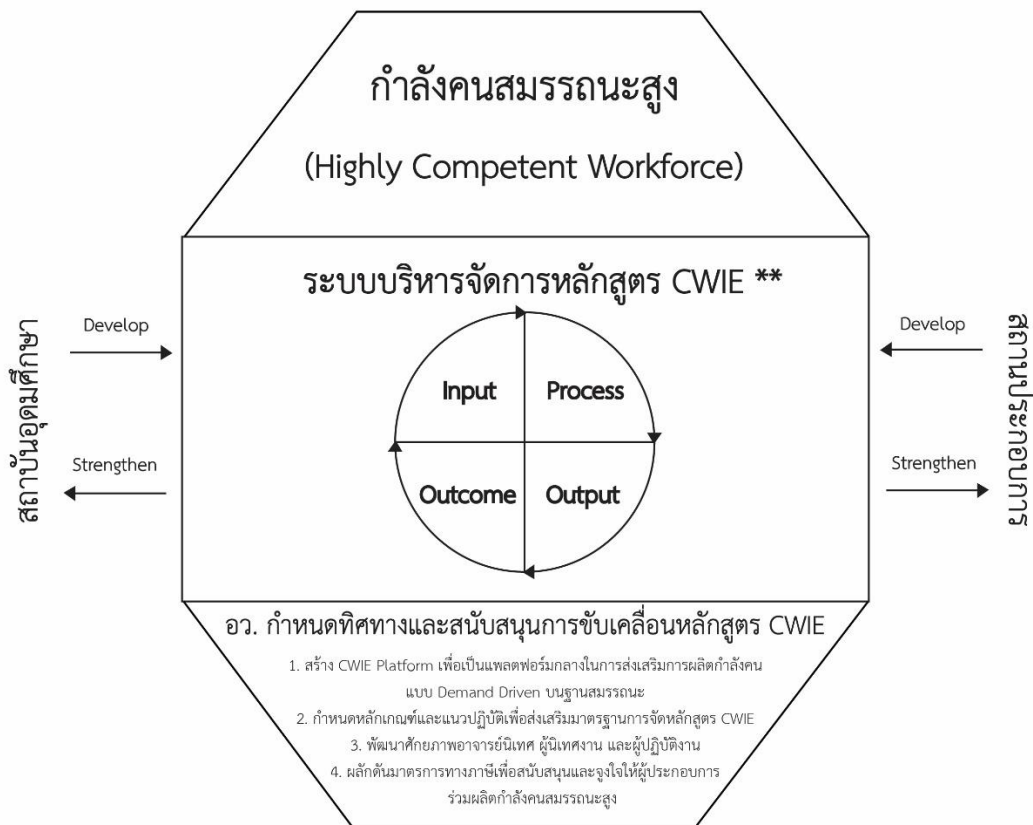 กำลังคนสมรรถนะสูง
(Highly Competent Workforce)
ระบบบริหารจัดการหลักสูตร CWIE **
สถาบันอุดมศึกษา
Develop
Strengthen
Input
Process
Outcome
Output
Develop
Strengthen
สถานประกอบการ
อว. กำหนดทิศทางและสนับสนุนการขับเคลื่อนหลักสูตร CWIE
1. สร้าง CWIE Platform เพื่อเป็นแพลตฟอร์มกลางในการส่งเสริมการผลิตกำลังคน
แบบ Demand Driven บนฐานสมรรถนะ
2. กำหนดหลักเกณฑ์และแนวปฏิบัติเพื่อส่งเสริมมาตรฐานการจัดหลักสูตร CWIE
3. พัฒนาศักยภาพอาจารย์นิเทศ ผู้นิเทศงาน และผู้ปฏิบัติงาน
4. ผลักดันมาตรการทางภาษีเพื่อสนับสนุนและจูงใจให้ผู้ประกอบการ
ร่วมผลิตกำลังคนสมรรถนะสูง